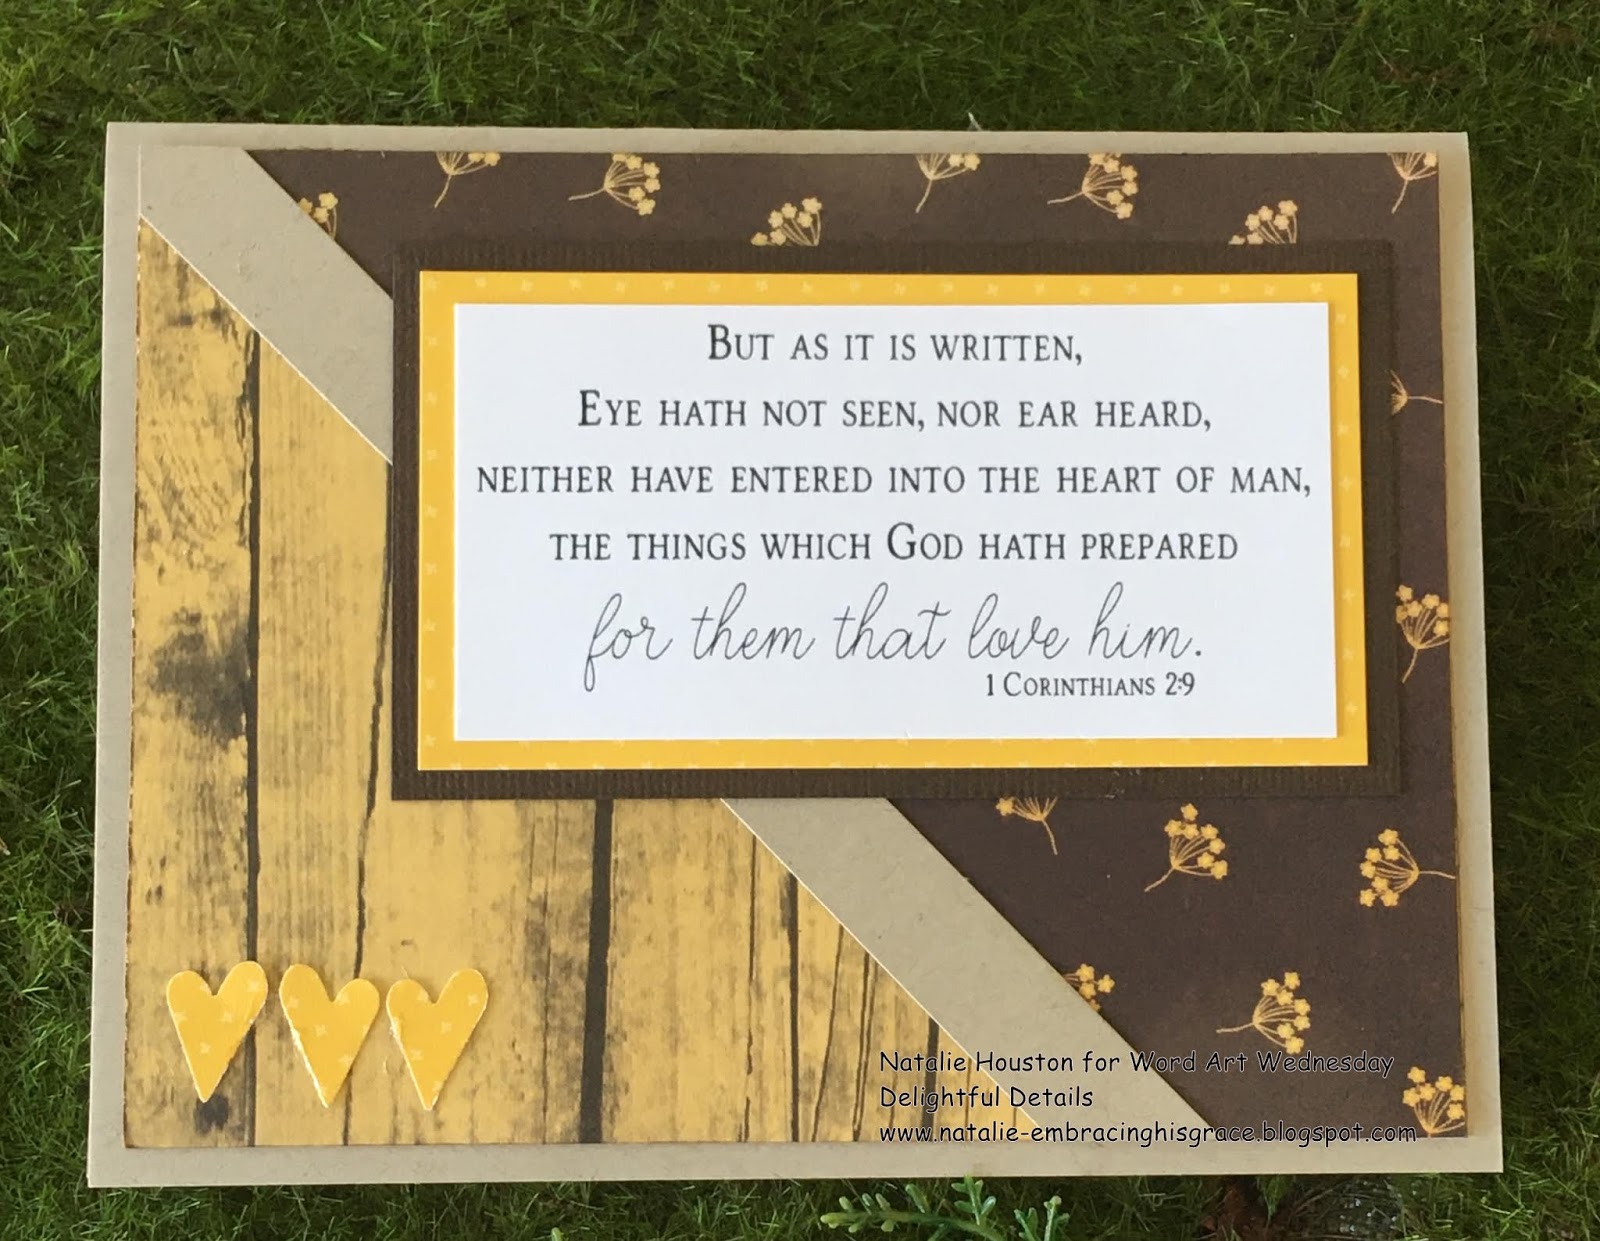 But as it is written,
Eye hath not seen, nor ear heard,
neither have entered into the heart of man,
the things which God hath prepared
for them that love him.
1 Corinthians 2:9
Natalie Houston for Word Art Wednesday
Delightful Details
www.natalie-embracinghisgrace.blogspot.com